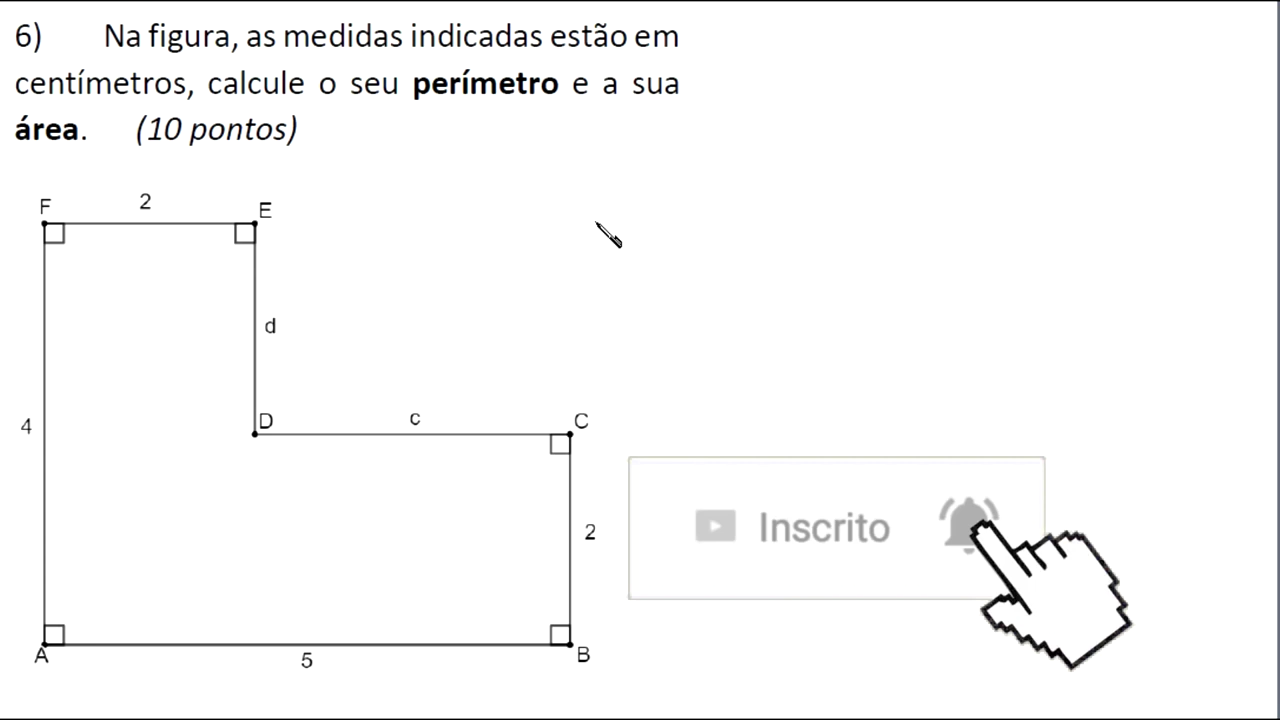 6) Na figura, as medidas indicadas estão em
centímetros, calcule o seu perímetro e a sua
área. (10 pontos)
2
F
E
d
4
D
c
C
2
Inscrito
A
5
B